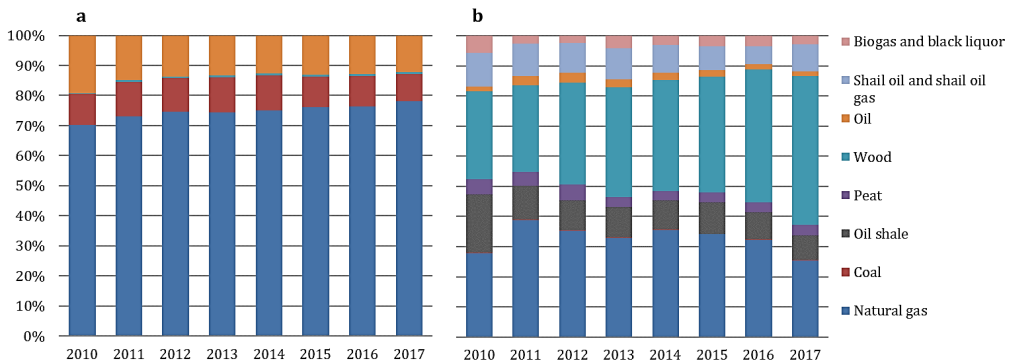 a
b
100%
90%
80%
70%
60%
50%
40%
30%
20%
10%
0%
2010 2011 2012 2013 2014 2015 2016 2017
2010 2011 2012 2013 2014 2015 2016 2017
Biogas and black liquor
Shail oil and shail oil
gas
Oil
Wood
Peat
Oil shale
Coal
Natural gas